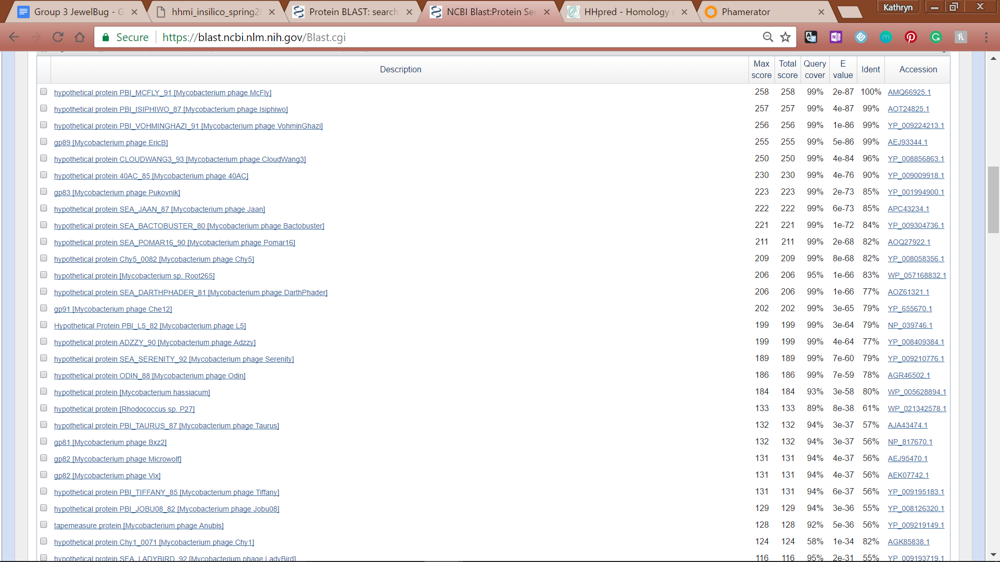 Group 3 JewelBug - G
hhmi_insilico_spring20
Protein BLAST: search
NCBI Blast:Protein Sec
HHpred - Homology
Phamerator
Kathryn
Secure https://blast.ncbi.nlm.nih.gov/Blast.cgi
Description Max score Total score Query cover E value Ident Accession
hypothetical protein PBI_MCFLY_91 [Mycobacterium phage McFly] 258 258 99% 2e-87 100% AMQ66925.1
hypothetical protein PBI_ISIPHIWO_87 [Mycobacterium phage Isiphiwo] 257 257 99% 4e-87 99% AOT24825.1
hypothetical protein PBI_VOHMINGHAZI_91 [Mycobacterium phage VohminGhazi] 256 256 99% 1e-86 99% YP_009224213.1
gp89 [Mycobacterium phage EricB] 255 255 99% 5e-86 99% AEJ93344.1
hypothetical protein CLOUDWANG3_93 [Mycobacterium phage CloudWang3] 250 250 99% 4e-84 96% YP_008856863.1
hypothetical protein 40AC_85 [Mycobacterium phage 40AC] 230 230 99% 4e-76 90% YP_009009918.1
gp83 [Mycobacterium phage Pukovnik] 223 223 99% 2e-73 85% YP_001994900.1
hypothetical protein SEA_JAAN_87 [Mycobacterium phage Jaan] 222 222 99% 6e-73 85% APC43234.1
hypothetical protein SEA_BACTOBUSTER_80 [Mycobacterium phage Bactobuster] 221 221 99% 1e-72 84% YP_009304736.1
hypothetical protein SEA_POMAR16_90 [Mycobacterium phage Pomar16] 211 211 99% 2e-68 82% AOQ27922.1
hypothetical protein Chy5_0082 [Mycobacterium phage Chy5] 209 209 99% 8e-68 82% YP_008058356.1
hypothetical protein [Mycobacterium sp. Root265] 206 206 95% 1e-66 83% WP_057168832.1
hypothetical protein SEA_DARTHPHADER_81 [Mycobacterium phage DarthPhader] 206 206 99% 1e-66 77% AOZ61321.1
gp91 [Mycobacterium phage Che12] 202 202 99% 3e-65 79% YP_655670.1
Hypothetical Protein PBI_L5_82 [Mycobacterium phage L5] 199 199 99% 3e-64 79% NP_039746.1
hypothetical protein ADZZY_90 [Mycobacterium phage Adzzy] 199 199 99% 4e-64 77% YP_008409384.1
hypothetical protein SEA_SERENITY_92 [Mycobacterium phage Serenity] 189 189 99% 7e-60 79% YP_009210776.1
hypothetical protein ODIN_88 [Mycobacterium phage Odin] 186 186 99% 7e-59 78% AGR46502.1
hypothetical protein [Mycobacterium hassiacum] 184 184 93% 3e-58 80% WP_005628894.1
hypothetical protein [Rhodococcus sp. P27] 133 133 89% 8e-38 61% WP_021342578.1
hypothetical protein PBI_TAURUS_87 [Mycobacterium phage Taurus] 132 132 94% 3e-37 57% AJA43474.1
gp81 [Mycobacterium phage Bxz2] 132 132 94% 3e-37 56% NP_817670.1
gp82 [Mycobacterium phage Microwolf] 131 131 94% 4e-37 56% AEJ95470.1
gp82 [Mycobacterium phage Vix] 131 131 94% 4e-37 56% AEK07742.1
hypothetical protein PBI_TIFFANY_85 [Mycobacterium phage Tiffany] 131 131 94% 6e-37 56% YP_009195183.1
hypothetical protein PBI_JOBU08_82 [Mycobacterium phage Jobu08] 129 129 94% 3e-36 55% YP_008126320.1
tapemeasure protein [Mycobacterium phage Anubis] 128 128 92% 5e-36 56% YP_009219149.1
hypothetical protein Chy1_0071 [Mycobacterium phage Chy1] 124 124 58% 1e-34 82% AGK85838.1
hypothetical protein SEA_LADYBIRD_92 [Mycobacterium phage LadyBird] 116 116 95% 2e-31 55% YP_009193719.1